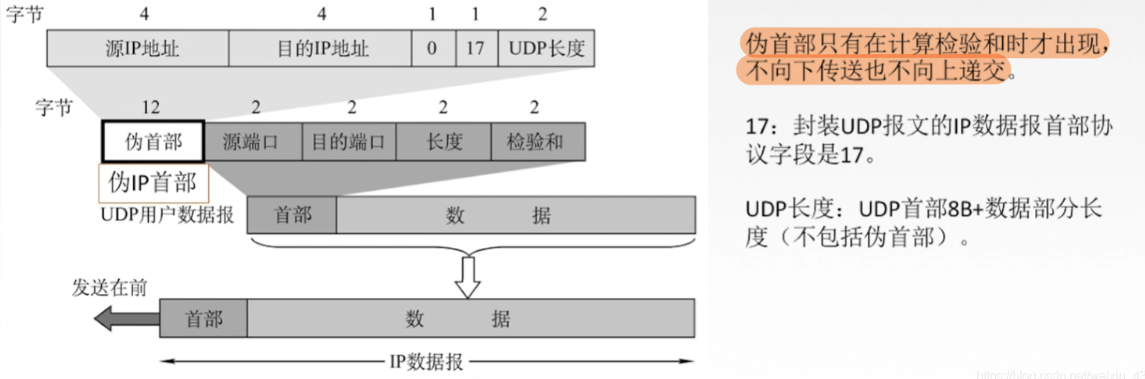 字节 4 4 1 1 2
源IP地址 目的IP地址 0 17 UDP长度
字节 12 2 2 2 2
伪首部 源端口 目的端口 长度 检验和
伪IP首部
UDP用户数据报 首部 数 据
发送在前
首部 数 据
IP数据报
伪首部只有在计算检验和时才出现，
不向下传送也不向上递交。
17：封装UDP报文的IP数据报首部协
议字段是17。
UDP长度：UDP首部8B+数据部分长
度（不包括伪首部）。